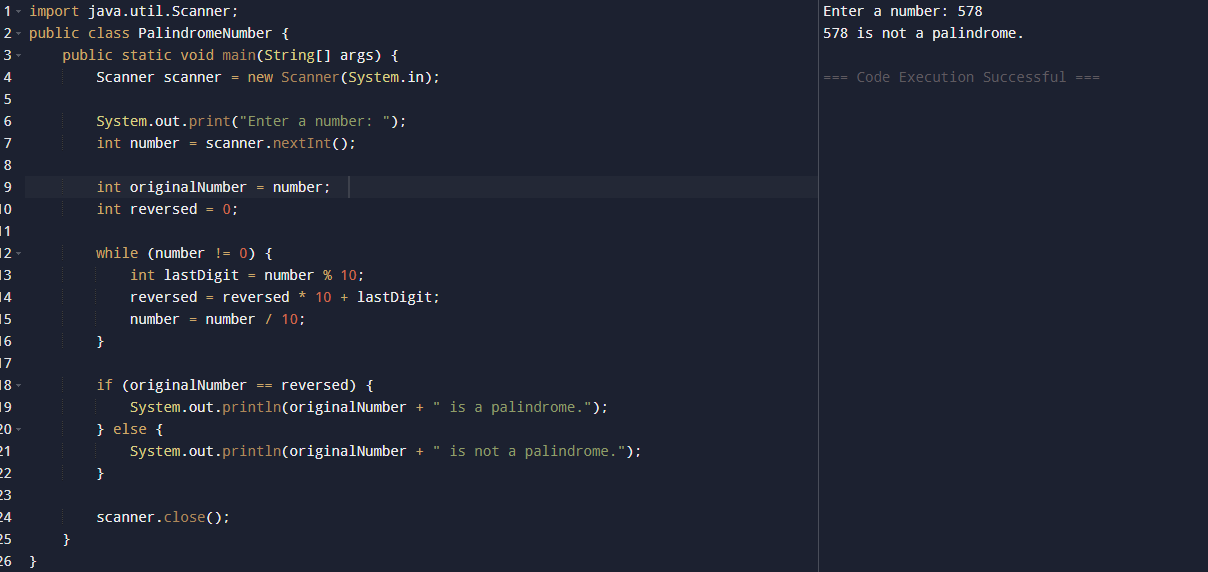 1 import java.util.Scanner;
2 public class PalindromeNumber {
3 public static void main(String[] args) {
4 Scanner scanner = new Scanner(System.in);
5
6 System.out.print("Enter a number: ");
7 int number = scanner.nextInt();
8
9 int originalNumber = number;
10 int reversed = 0;
11
12 while (number != 0) {
13 int lastDigit = number % 10;
14 reversed = reversed * 10 + lastDigit;
15 number = number / 10;
16 }
17
18 if (originalNumber == reversed) {
19 System.out.println(originalNumber + " is a palindrome.");
20 } else {
21 System.out.println(originalNumber + " is not a palindrome.");
22 }
23
24 scanner.close();
25 }
26 }
Enter a number: 578
578 is not a palindrome.
=== Code Execution Successful ===